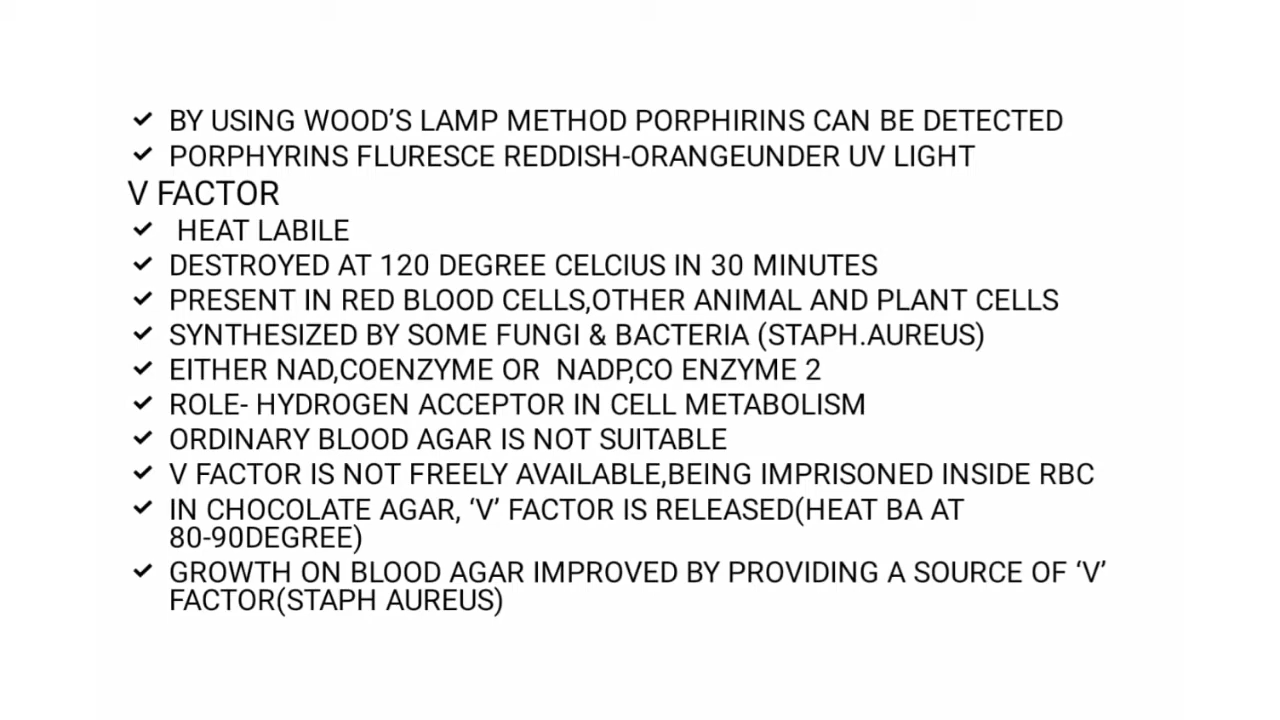 BY USING WOOD’S LAMP METHOD PORPHIRINS CAN BE DETECTED
PORPHYRINS FLURESCE REDDISH-ORANGEUNDER UV LIGHT
V FACTOR
HEAT LABILE
DESTROYED AT 120 DEGREE CELCIUS IN 30 MINUTES
PRESENT IN RED BLOOD CELLS,OTHER ANIMAL AND PLANT CELLS
SYNTHESIZED BY SOME FUNGI & BACTERIA (STAPH.AUREUS)
EITHER NAD,COENZYME OR NADP,CO ENZYME 2
ROLE- HYDROGEN ACCEPTOR IN CELL METABOLISM
ORDINARY BLOOD AGAR IS NOT SUITABLE
V FACTOR IS NOT FREELY AVAILABLE,BEING IMPRISONED INSIDE RBC
IN CHOCOLATE AGAR, ‘V’ FACTOR IS RELEASED(HEAT BA AT
80-90DEGREE)
GROWTH ON BLOOD AGAR IMPROVED BY PROVIDING A SOURCE OF ‘V’
FACTOR(STAPH AUREUS)